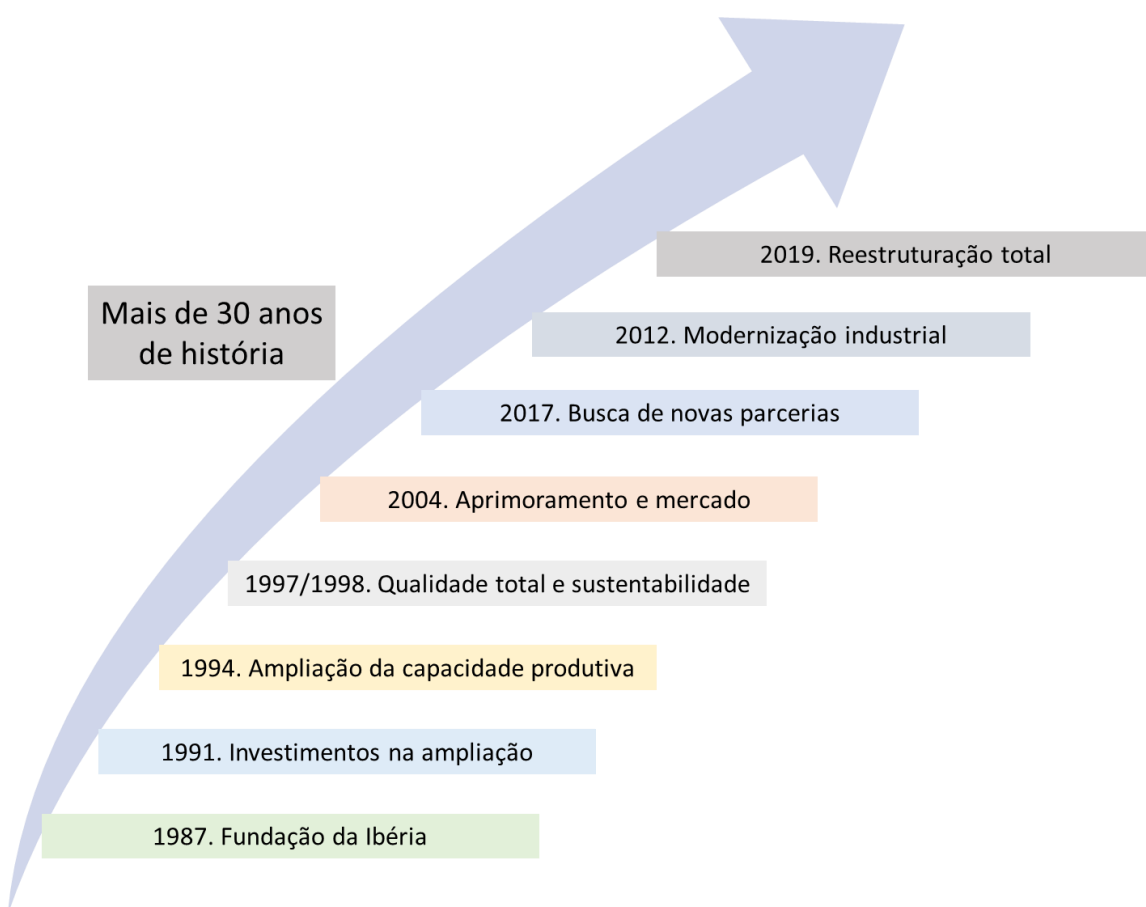 2019. Reestruturação total
Mais de 30 anos
de história
2012. Modernização industrial
2017. Busca de novas parcerias
2004. Aprimoramento e mercado
1997/1998. Qualidade total e sustentabilidade
1994. Ampliação da capacidade produtiva
1991. Investimentos na ampliação
1987. Fundação da Ibéria